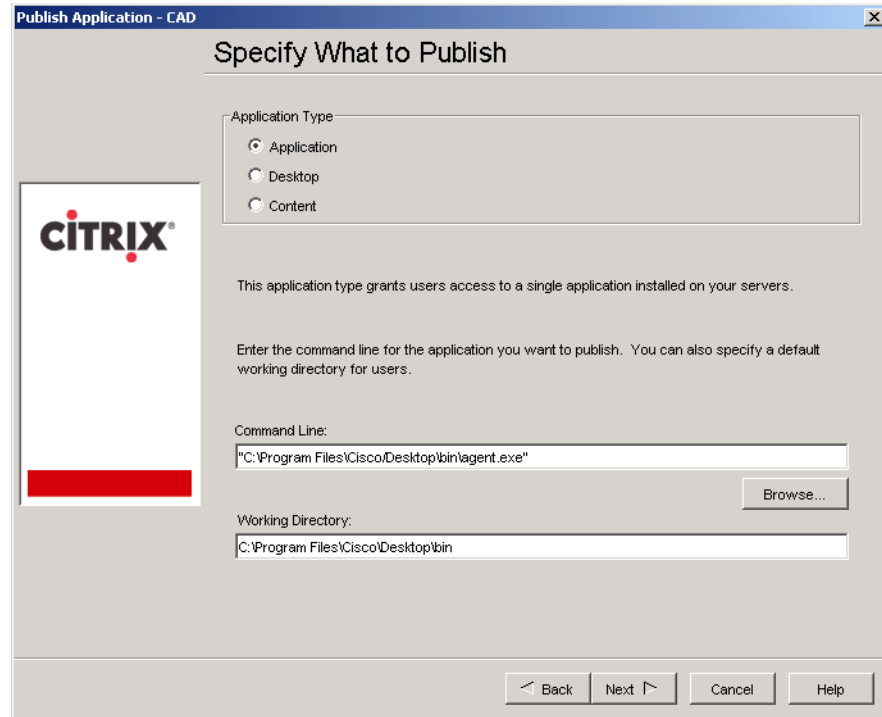 Publish Application - CAD
Specify What to Publish
Application Type
Application
Desktop
Content
CİTRIX®
This application type grants users access to a single application installed on your servers.
Enter the command line for the application you want to publish. You can also specify a default
working directory for users.
Command Line:
"C:\Program Files\Cisco/Desktop\bin\agent.exe"
Browse...
Working Directory:
C:\Program Files\Cisco\Desktop\bin
Back
Next
Cancel
Help